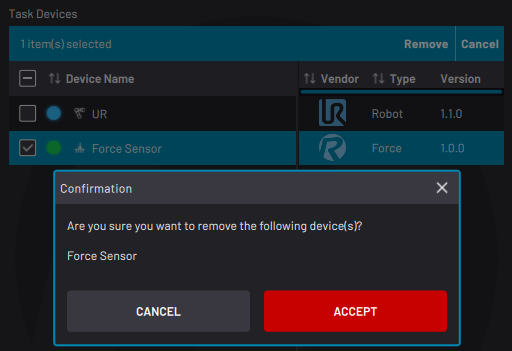 Task Devices
1 item(s) selected Remove Cancel
Device Name Vendor Type Version
UR UR Robot 1.1.0
Force Sensor R Force 1.0.0
Confirmation
Are you sure you want to remove the following device(s)?
Force Sensor
CANCEL ACCEPT